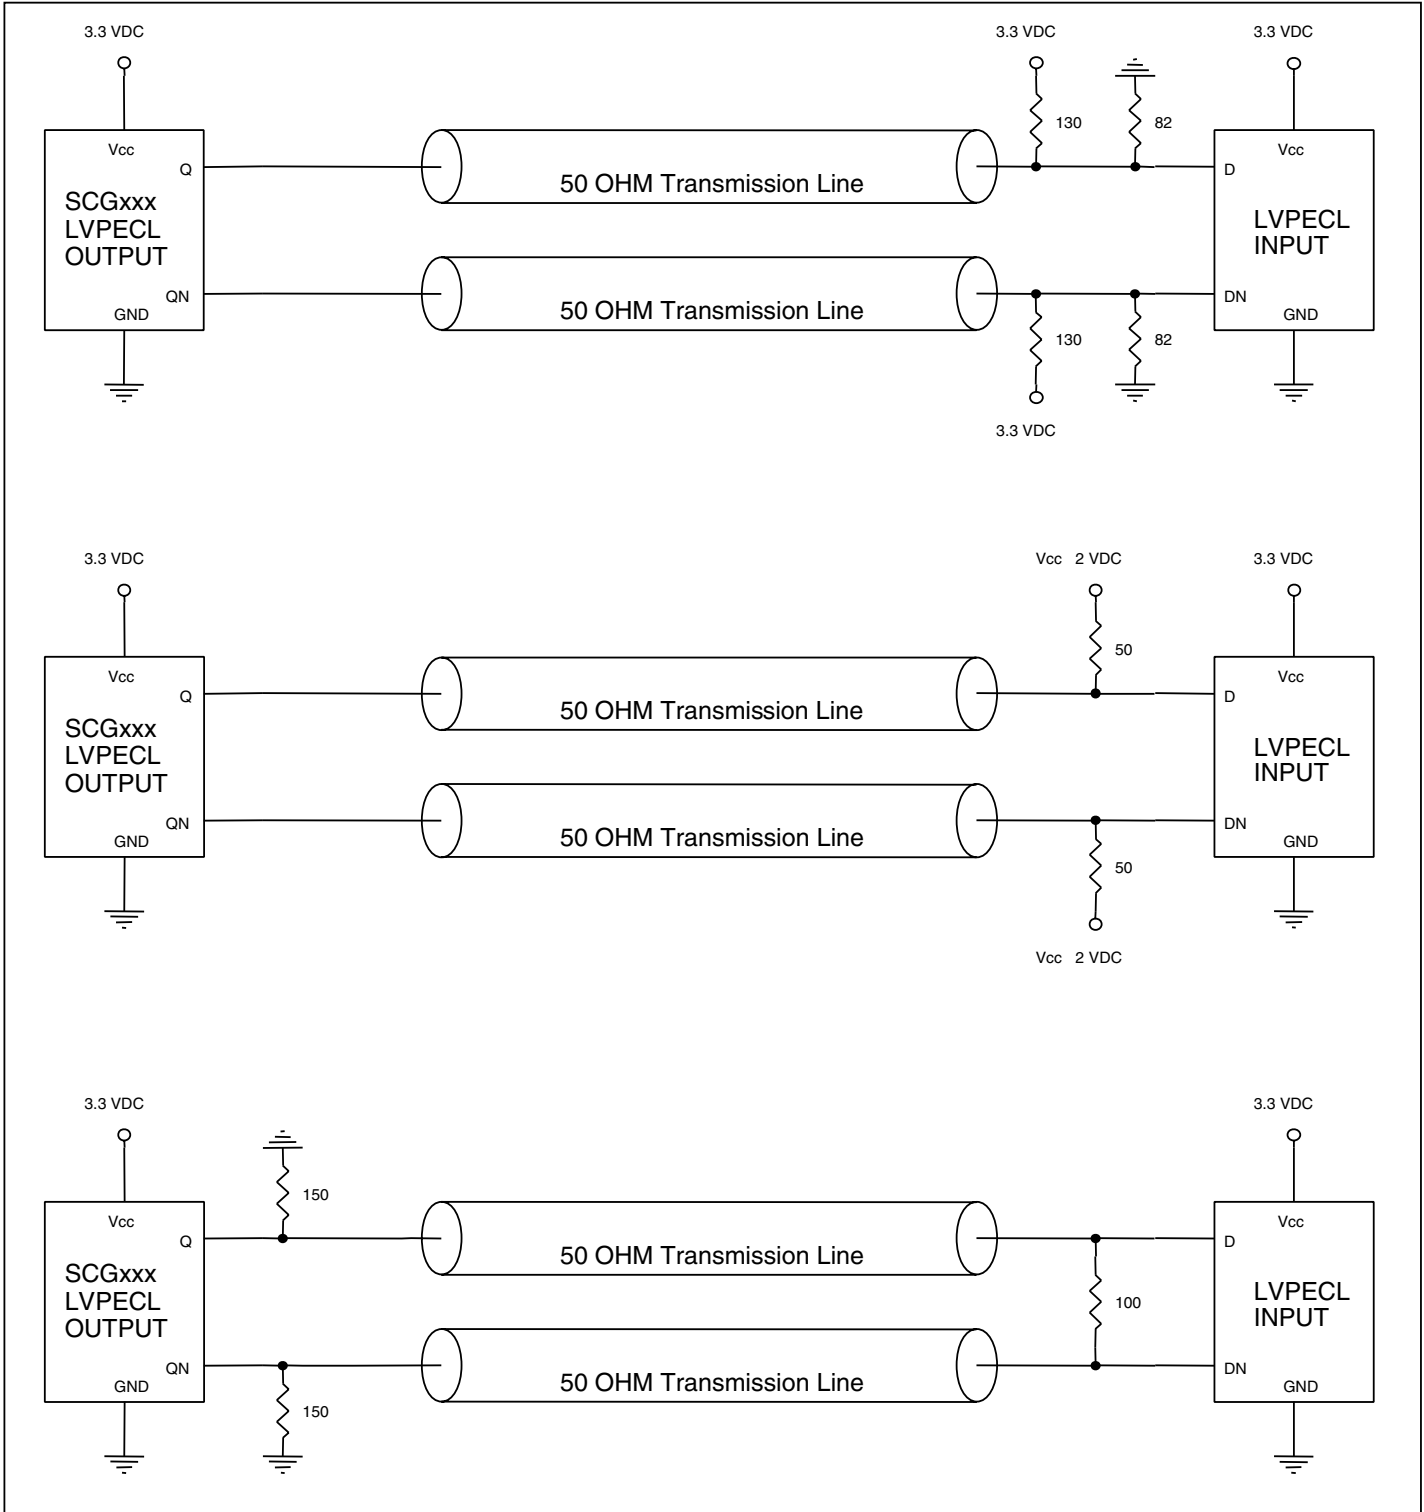 3.3 VDC
3.3 VDC
3.3 VDC
130
82
Vcc
Vcc
Q
D
50 OHM Transmission Line
SCGxxx
LVPECL
OUTPUT
LVPECL
INPUT
QN
DN
50 OHM Transmission Line
GND
GND
130
82
3.3 VDC
3.3 VDC
Vcc 2 VDC
3.3 VDC
50
Vcc
Vcc
Q
D
50 OHM Transmission Line
SCGxxx
LVPECL
OUTPUT
LVPECL
INPUT
QN
DN
50 OHM Transmission Line
GND
GND
50
Vcc 2 VDC
3.3 VDC
3.3 VDC
150
Vcc
Vcc
Q
D
50 OHM Transmission Line
SCGxxx
LVPECL
OUTPUT
LVPECL
INPUT
100
QN
DN
50 OHM Transmission Line
GND
GND
150